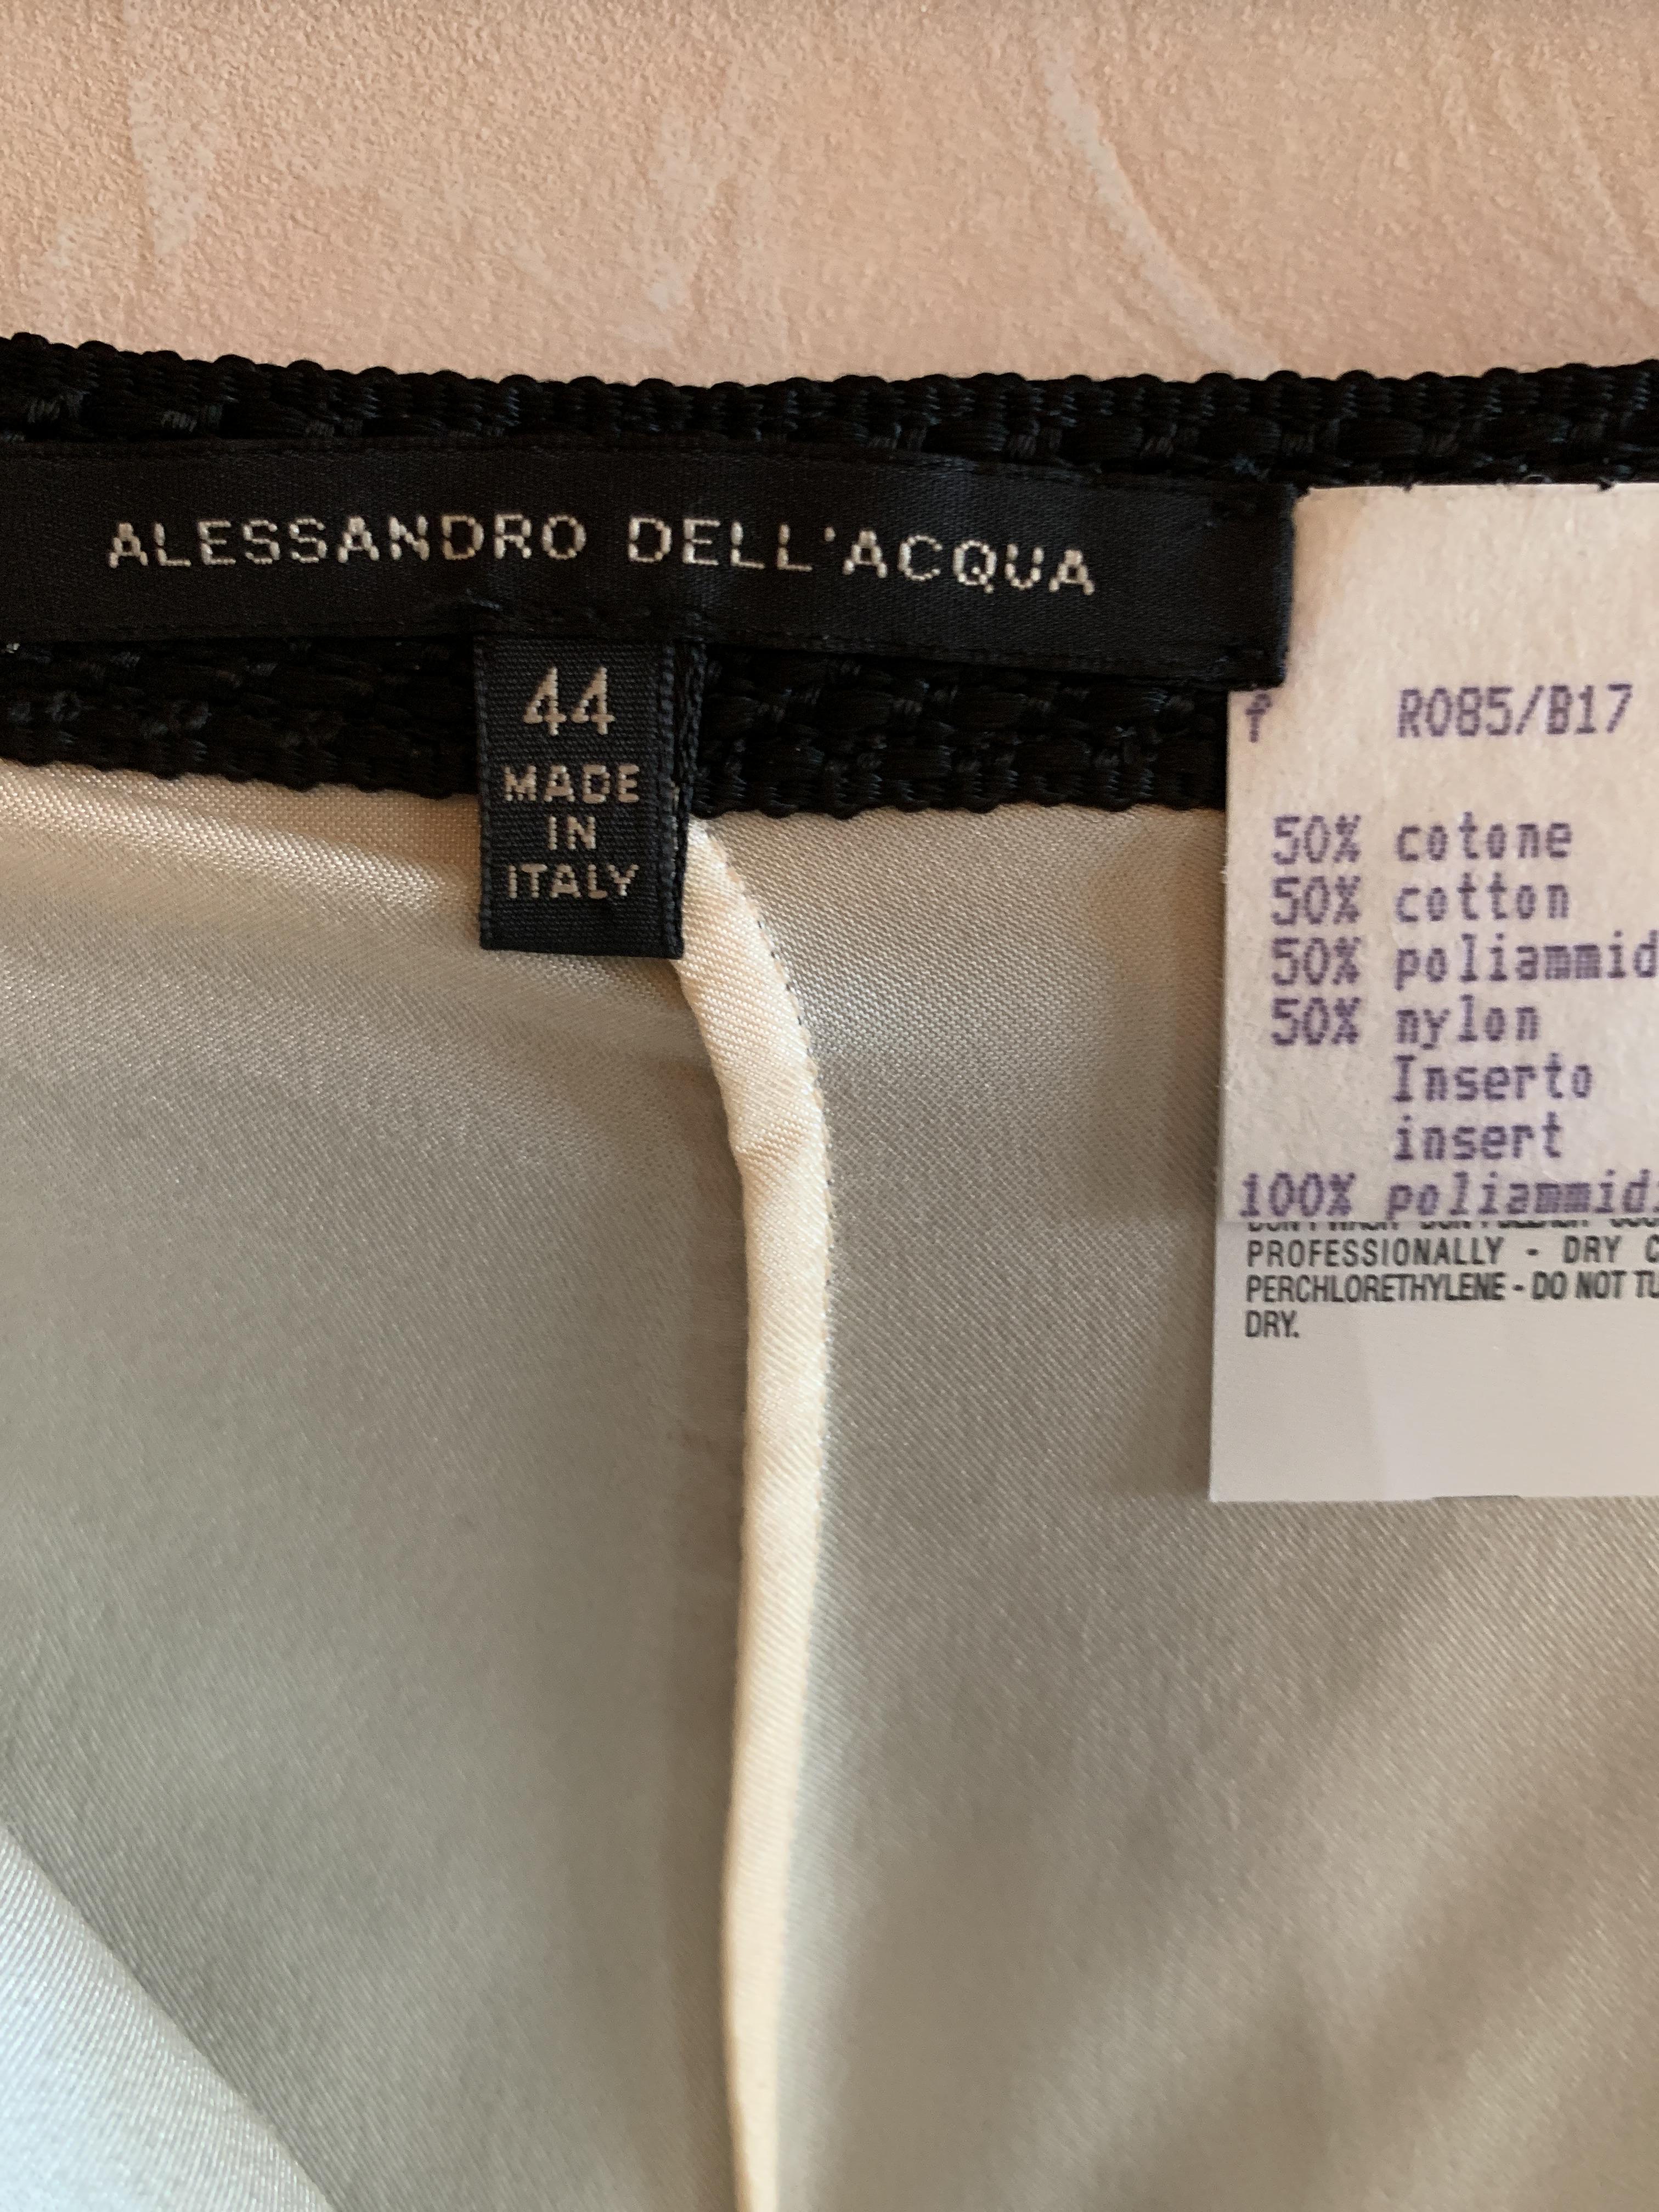 ALESSANDRO DELL'ACQUA
44
MADE
IN
ITALY
f R085/B17
50% cotone
50% cotton
50% poliammid
50% nylon
Inserto
insert
100% poliammid
PROFESSIONALLY - DRY C
PERCHLORETHYLENE - DO NOT TU
DRY.